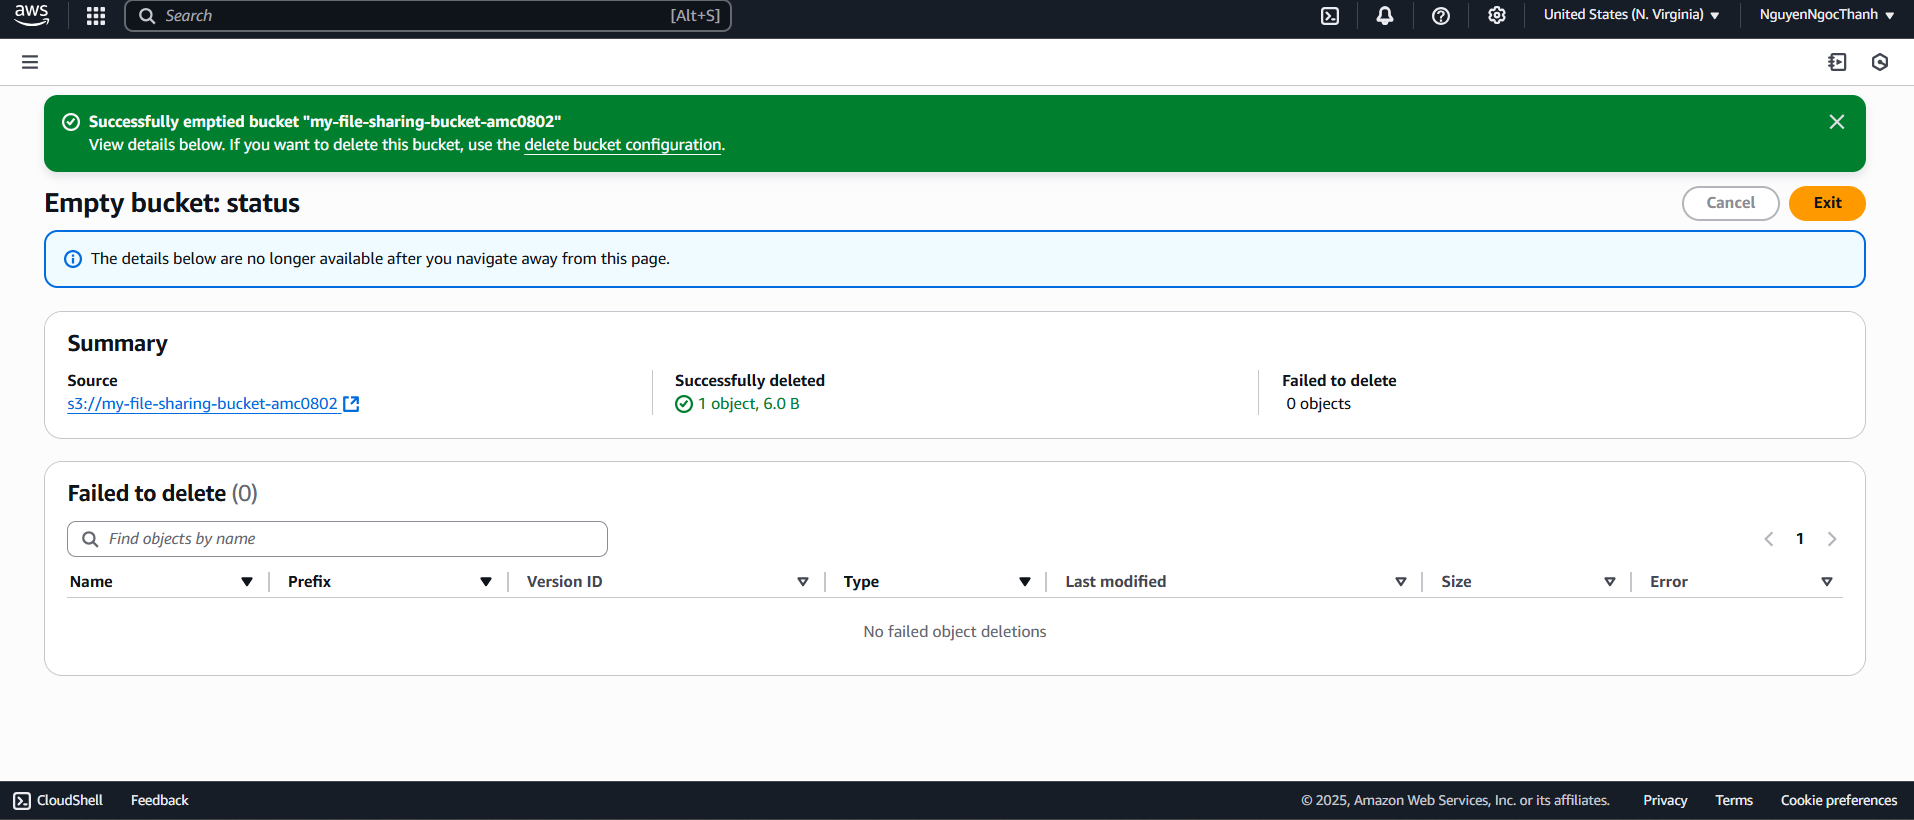 aws
Search [Alt+S]
United States (N. Virginia) NguyenNgocThanh
Successfully emptied bucket "my-file-sharing-bucket-amc0802"
View details below. If you want to delete this bucket, use the delete bucket configuration.
Empty bucket: status
Cancel Exit
The details below are no longer available after you navigate away from this page.
Summary
Source Successfully deleted Failed to delete
s3://my-file-sharing-bucket-amc0802 1 object, 6.0 B 0 objects
Failed to delete (0)
Find objects by name
1
Name Prefix Version ID Type Last modified Size Error
No failed object deletions
CloudShell Feedback © 2025, Amazon Web Services, Inc. or its affiliates. Privacy Terms Cookie preferences